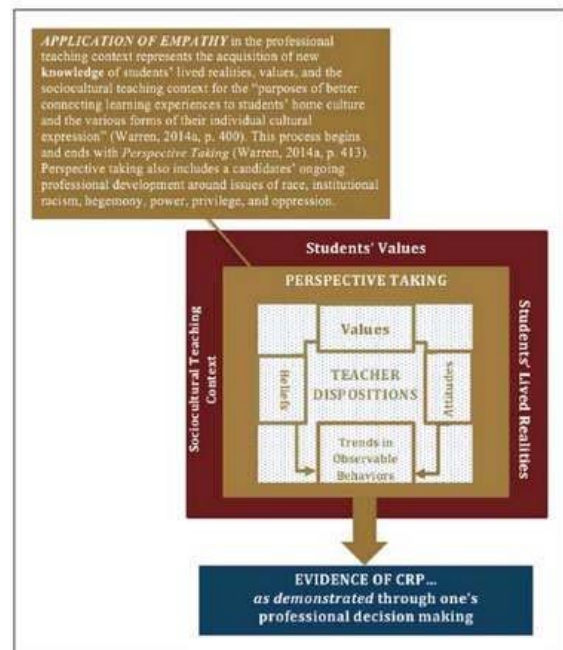 APPLICATION OF EMPATHY in the professional
teaching context represents the acquisition of new
knowledge of students' lived realities, values, and the
sociocultural teaching context for the "purposes of better
connecting learning experiences to students' home culture
and the various forms of their individual cultural
expression" (Warren, 2014a, p. 400). This process begins
and ends with Perspective Taking (Warren, 2014a, p. 413).
Perspective taking also includes a candidates' ongoing
professional development around issues of race, institutional
racism, hegemony, power, privilege, and oppression.
Students' Values
PERSPECTIVE TAKING
Sociocultural Teaching
Context
Values
Beliefs
TEACHER
DISPOSITIONS
Attitudes
Students' Lived Realities
Trends in
Observable
Behaviors
EVIDENCE OF CRP...
as demonstrated through one's
professional decision making